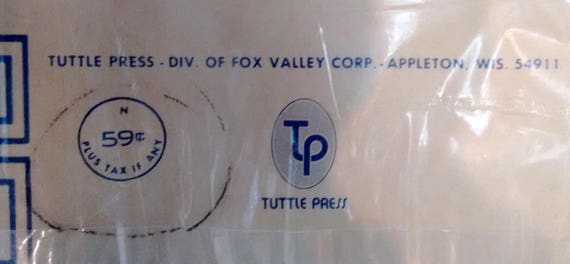 TUTTLE PRESS - DIV. OF FOX VALLEY CORP. - APPLETON, WIS. 54911
N
59¢
PLUS TAX IF ANY
TP
TUTTLE PRESS